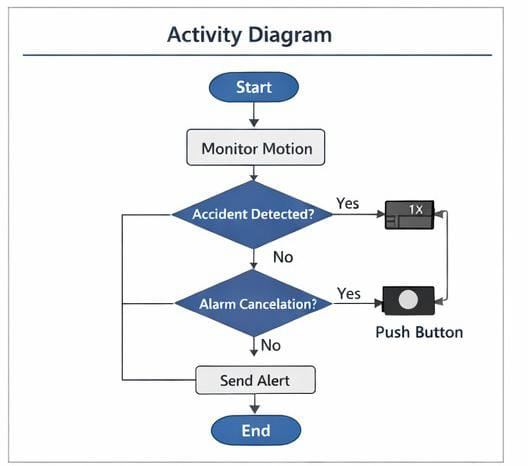 Activity Diagram
Start
Monitor Motion
Accident Detected?
Yes
1X
No
Alarm Cancelation?
Yes
Push Button
No
Send Alert
End